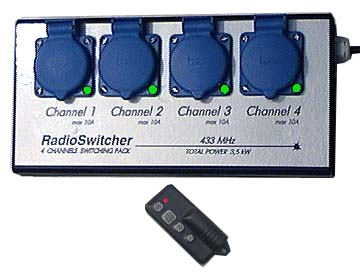 Channel 1 Channel 2 Channel 3 Channel 4
max 10A max 10A max 10A max 10A
RadioSwitcher 433 MHz
4 CHANNELS SWITCHING PACK TOTAL POWER 3,5 kW